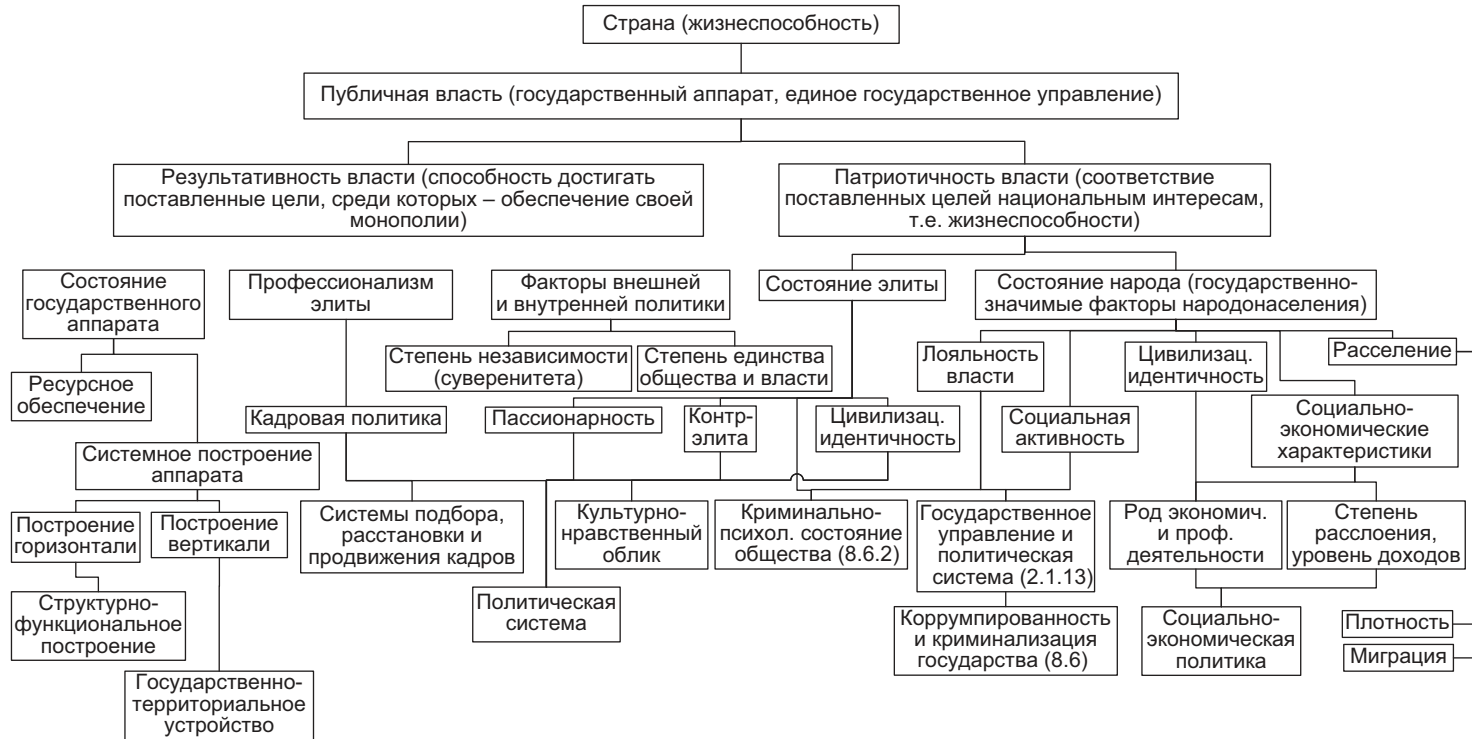 Страна (жизнеспособность)
Публичная власть (государственный аппарат, единое государственное управление)
Результативность власти (способность достигать
поставленные цели, среди которых – обеспечение своей
монополии)
Патриотичность власти (соответствие
поставленных целей национальным интересам,
т.е. жизнеспособности)
Состояние
государственного
аппарата
Профессионализм
элиты
Факторы внешней
и внутренней политики
Состояние элиты
Состояние народа (государственно-
значимые факторы народонаселения)
Ресурсное
обеспечение
Степень независимости
(суверенитета)
Степень единства
общества и власти
Лояльность
власти
Цивилизац.
идентичность
Расселение
Кадровая политика
Пассионарность
Контр-
элита
Цивилизац.
идентичность
Социальная
активность
Социально-
экономические
характеристики
Системное построение
аппарата
Построение
горизонтали
Построение
вертикали
Системы подбора,
расстановки и
продвижения кадров
Культурно-
нравственный
облик
Криминально-
психол. состояние
общества (8.6.2)
Государственное
управление и
политическая
система (2.1.13)
Род экономич.
и проф.
деятельности
Степень
расслоения,
уровень доходов
Структурно-
функциональное
построение
Политическая
система
Коррумпированность
и криминализация
государства (8.6)
Социально-
экономическая
политика
Плотность
Миграция
Государственно-
территориальное
устройство